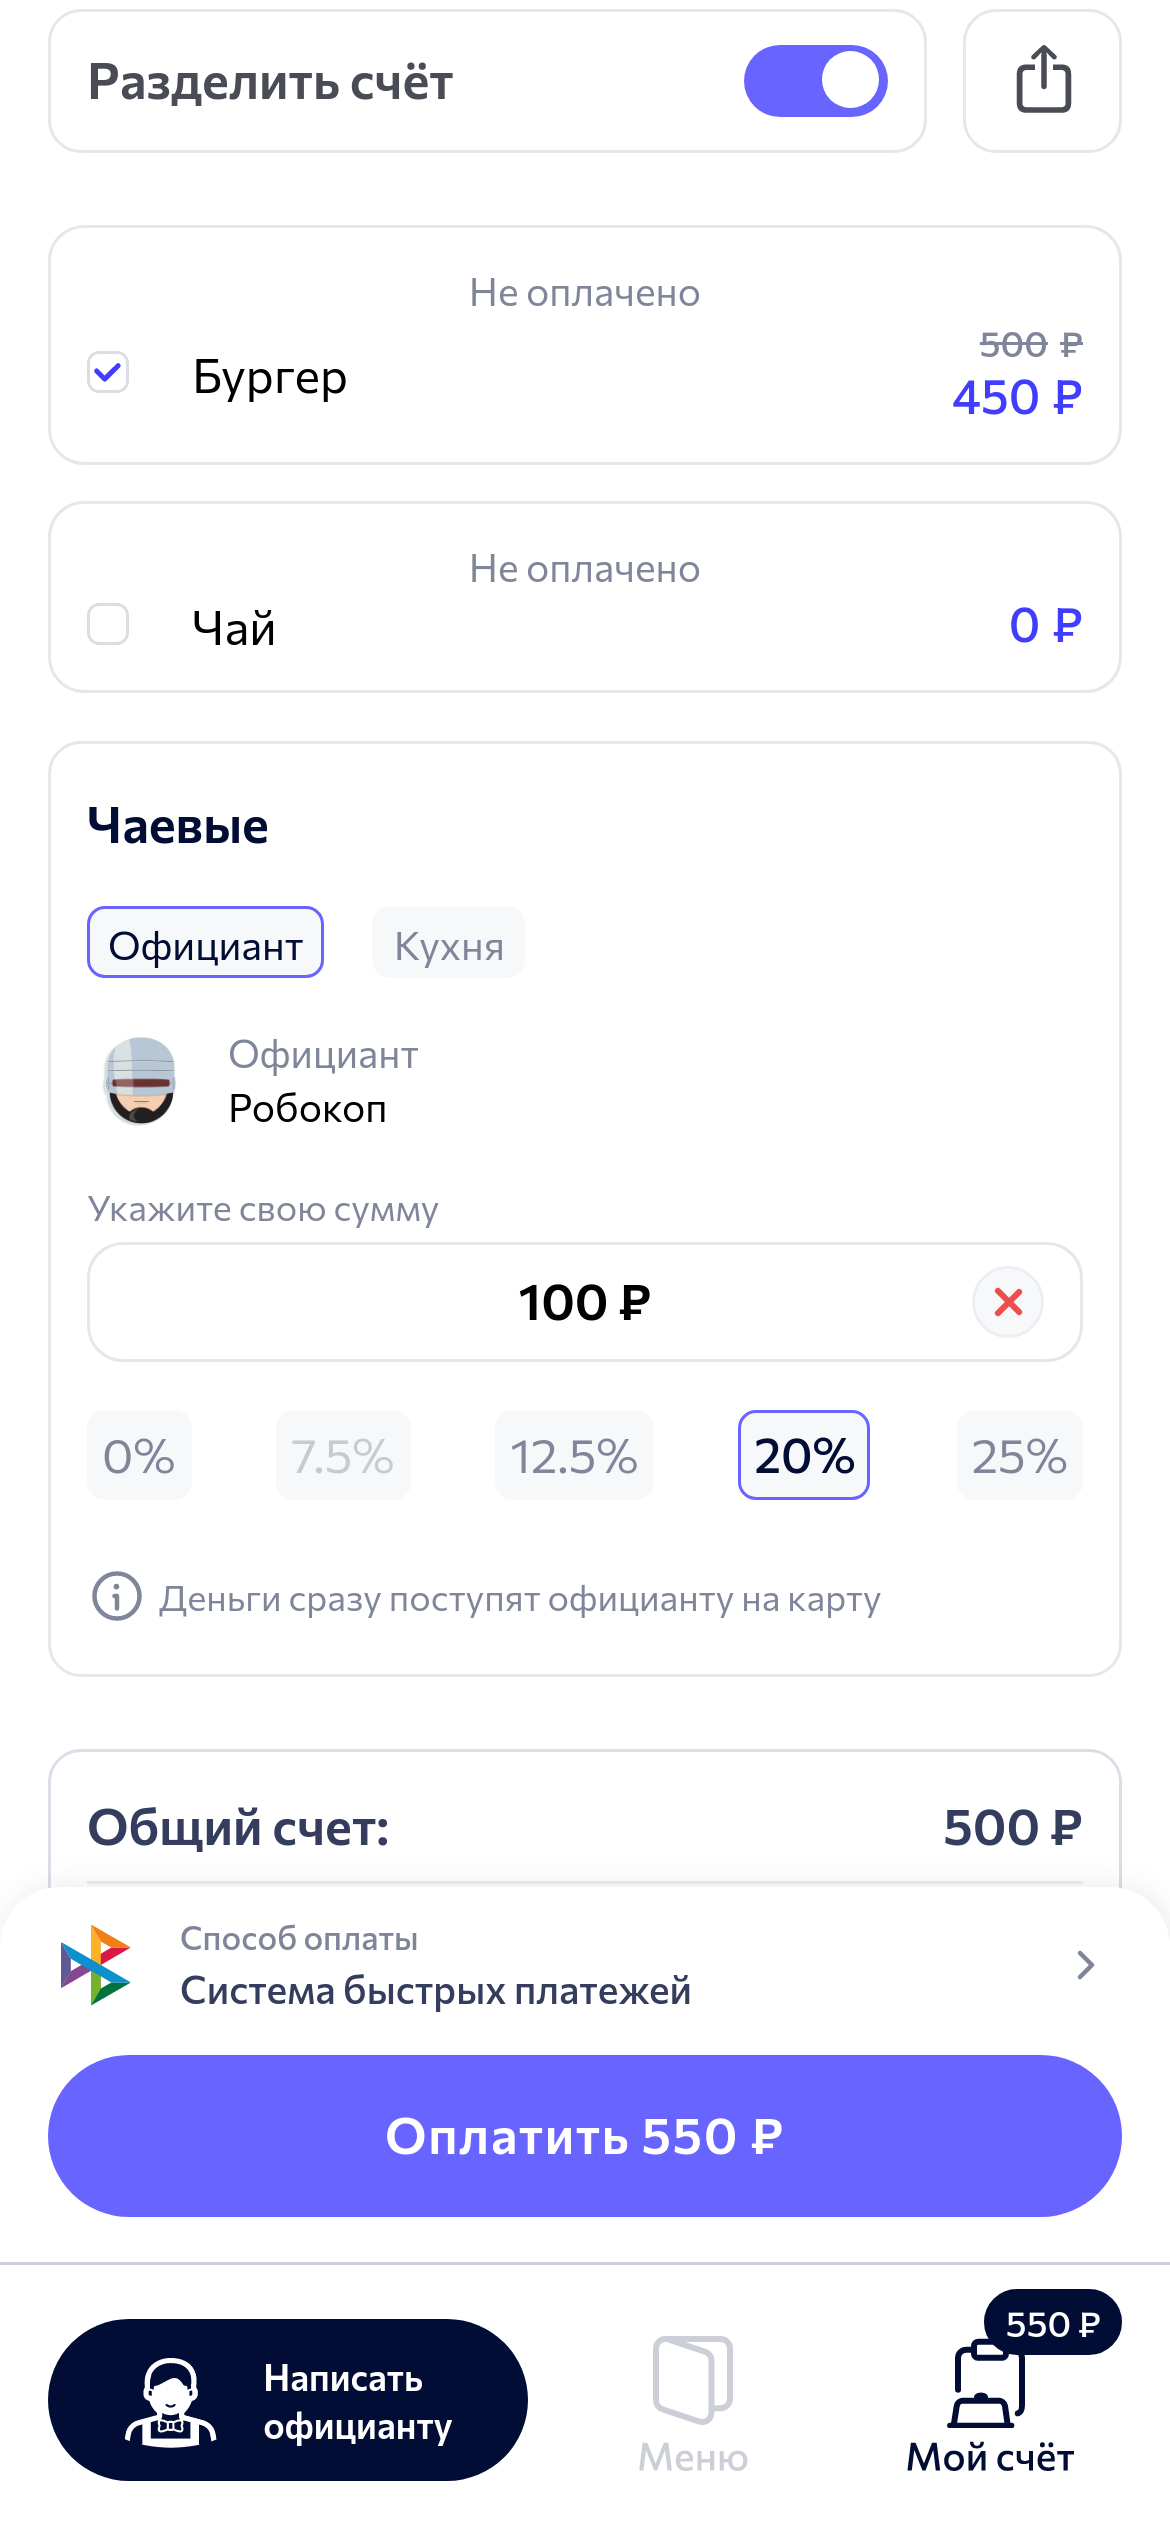 Разделить счёт
Не оплачено
Бургер
500 ₽
450 ₽
Не оплачено
Чай
0 ₽
Чаевые
Официант
Кухня
Официант
Робокоп
Укажите свою сумму
100 ₽
0%
7.5%
12.5%
20%
25%
Деньги сразу поступят официанту на карту
Общий счет:
500 ₽
Способ оплаты
Система быстрых платежей
Оплатить 550 ₽
Написать
официанту
Меню
550 ₽
Мой счёт